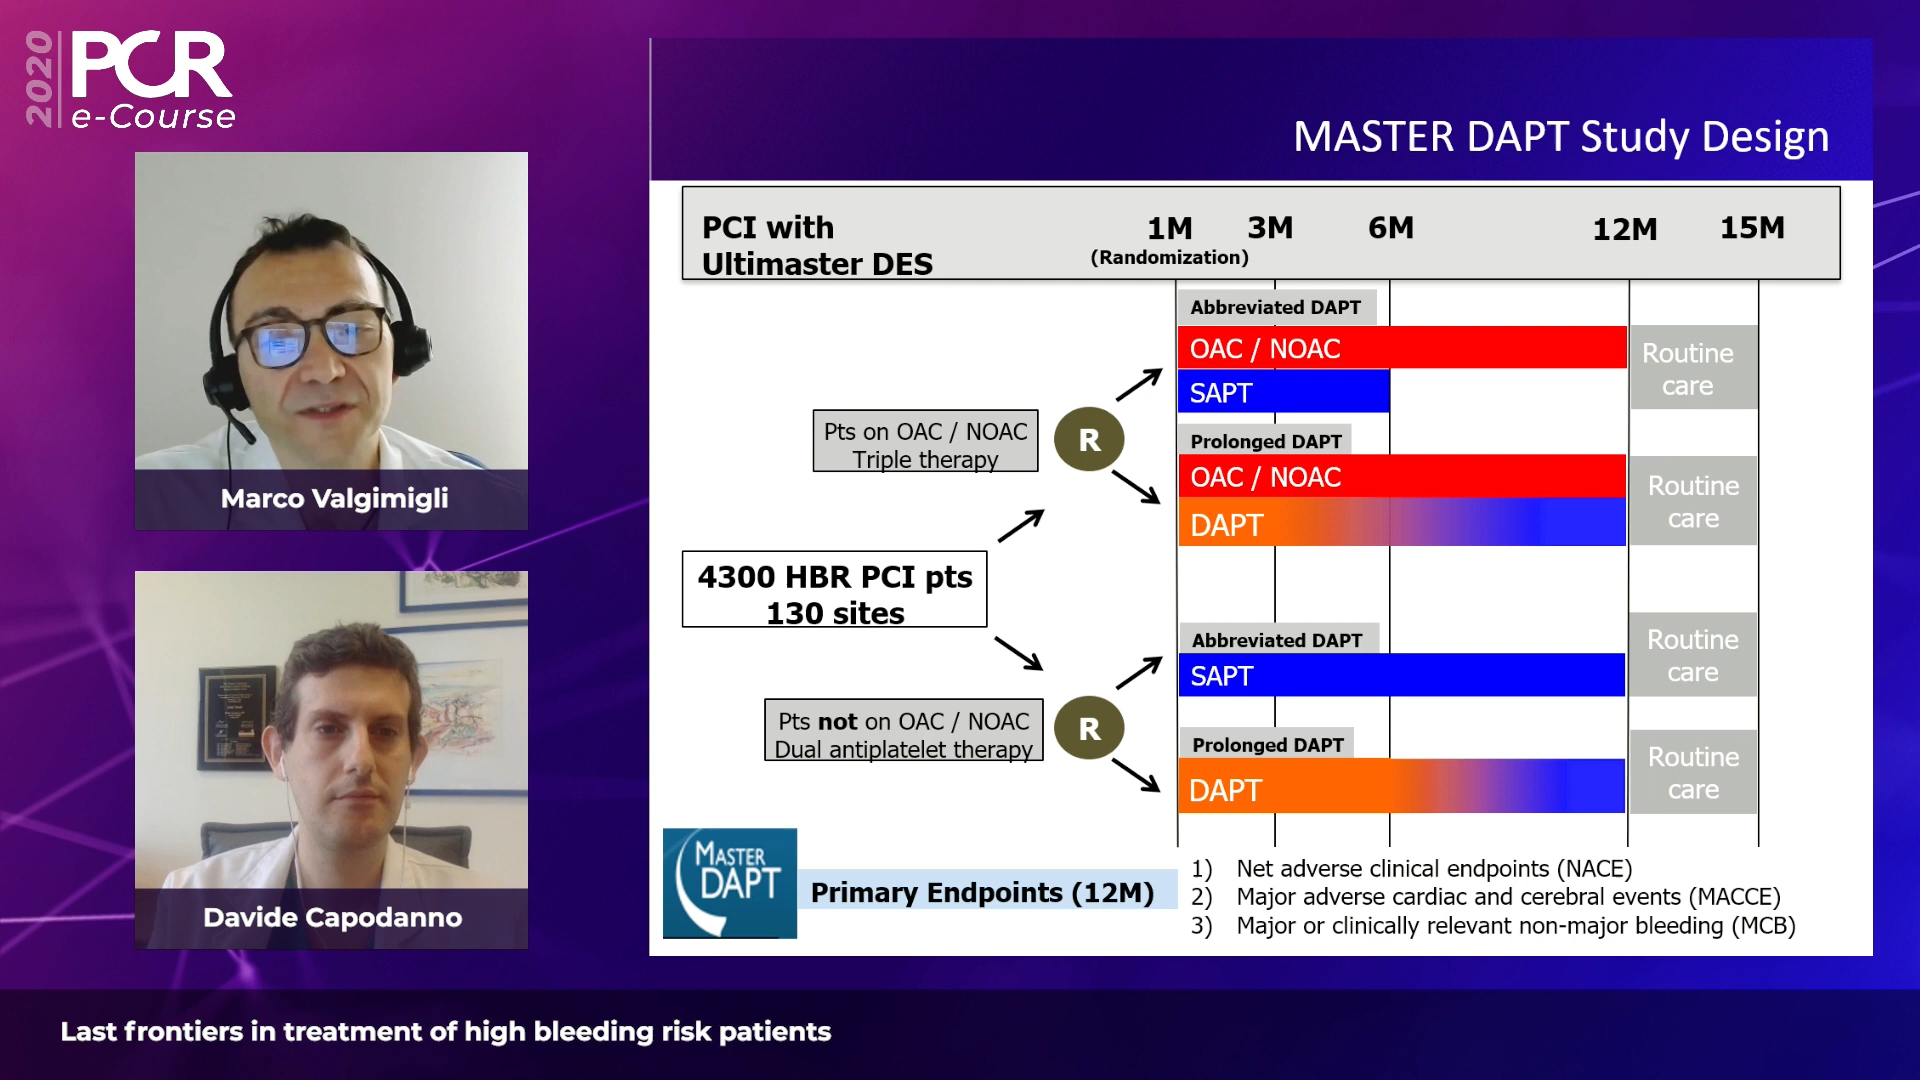 2020
PCR
e-Course
Marco Valgimigli
Davide Capodanno
MASTER DAPT Study Design
PCI with
Ultimaster DES
1M 3M 6M 12M 15M
(Randomization)
Abbreviated DAPT
OAC / NOAC
SAPT
Routine
care
Pts on OAC / NOAC
Triple therapy
R
Prolonged DAPT
OAC / NOAC
DAPT
Routine
care
4300 HBR PCI pts
130 sites
Abbreviated DAPT
SAPT
Routine
care
Pts not on OAC / NOAC
Dual antiplatelet therapy
R
Prolonged DAPT
DAPT
Routine
care
MASTER
DAPT
Primary Endpoints (12M)
1) Net adverse clinical endpoints (NACE)
2) Major adverse cardiac and cerebral events (MACCE)
3) Major or clinically relevant non-major bleeding (MCB)
Last frontiers in treatment of high bleeding risk patients